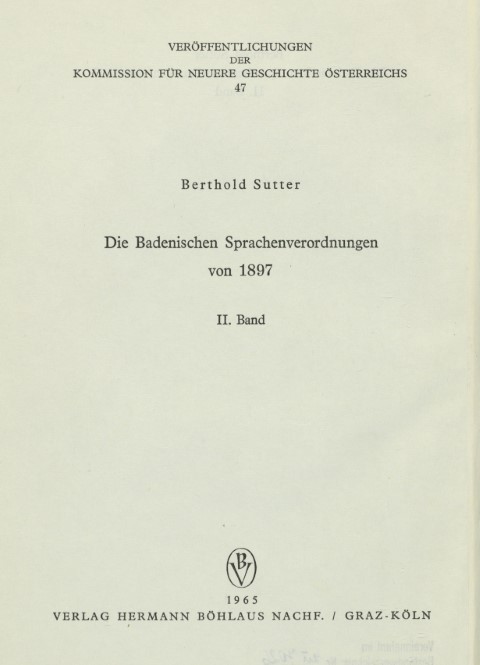 VERÖFFENTLICHUNGEN
DER
KOMMISSION FÜR NEUERE GESCHICHTE ÖSTERREICHS
47
Berthold Sutter
Die Badenischen Sprachenverordnungen
von 1897
II. Band
BV
1965
VERLAG HERMANN BÖHLAUS NACHF. / GRAZ-KÖLN